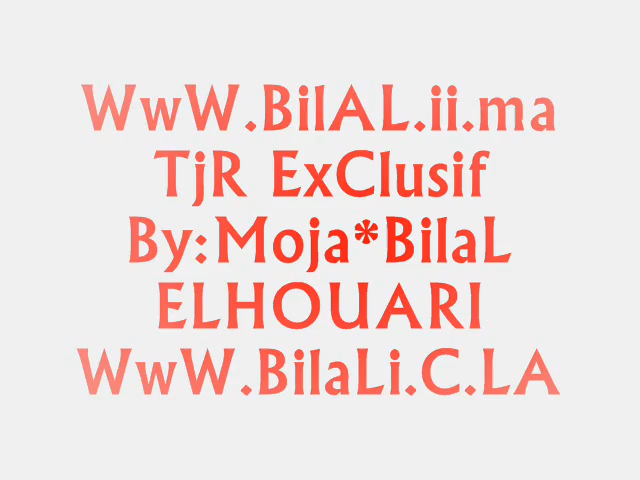 WwW.BilAL.ii.ma
TjR ExClusif
By:Moja*BilaL
ELHOUARI
WwW.BilaLi.C.LA